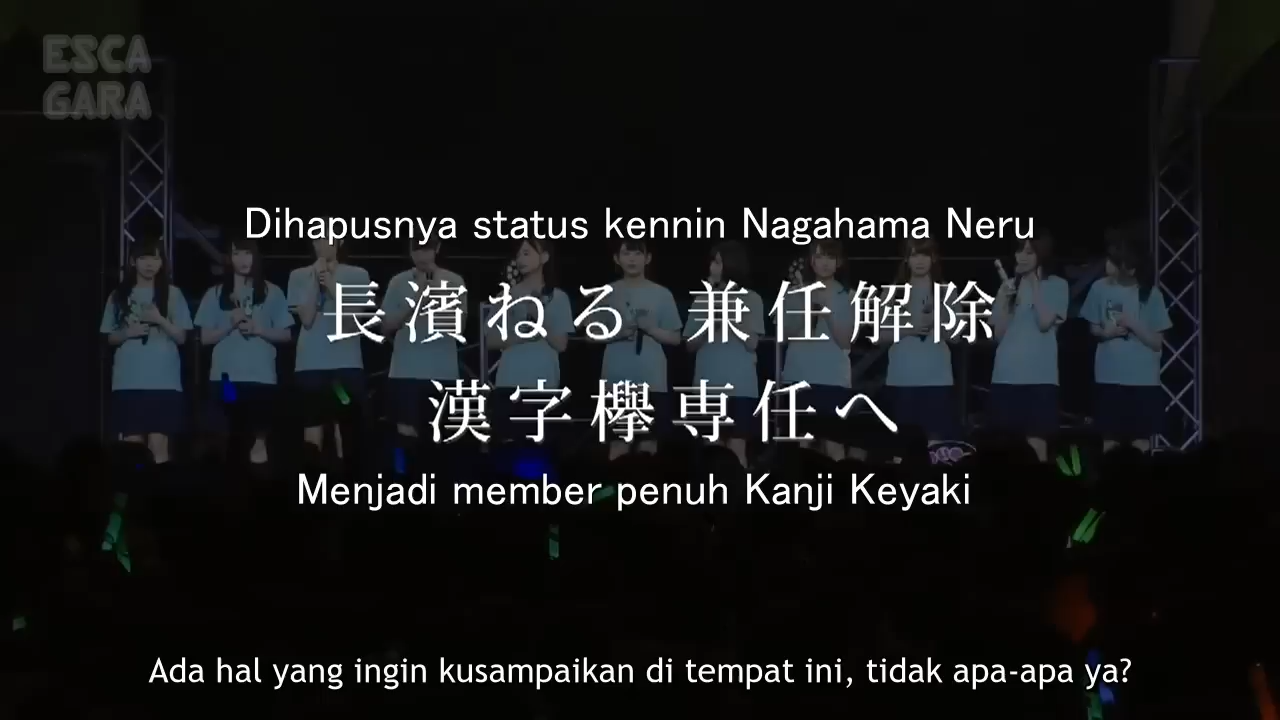 ESCA
GARA
Dihapusnya status kennin Nagahama Neru
長濱ねる 兼任解除
漢字欅専任へ
Menjadi member penuh Kanji Keyaki
Ada hal yang ingin kusampaikan di tempat ini, tidak apa-apa ya?